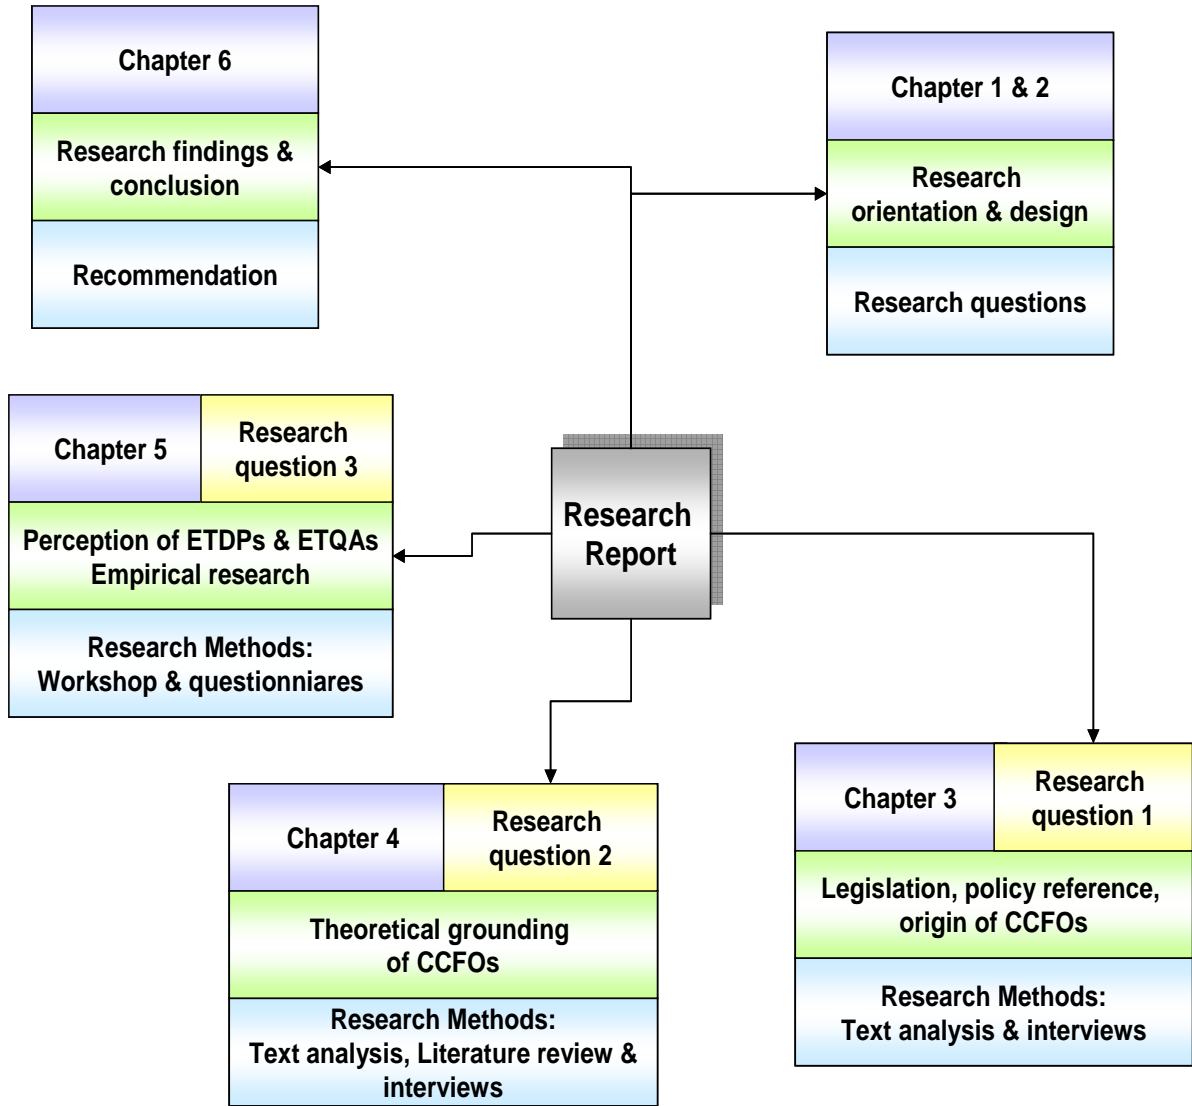 Chapter 6
Research findings &
conclusion
Recommendation
Chapter 1 & 2
Research
orientation & design
Research questions
Chapter 5
Research
question 3
Perception of ETDPs & ETQAs
Empirical research
Research Methods:
Workshop & questionniares
Research
Report
Chapter 4
Research
question 2
Theoretical grounding
of CCFOs
Research Methods:
Text analysis, Literature review &
interviews
Chapter 3
Research
question 1
Legislation, policy reference,
origin of CCFOs
Research Methods:
Text analysis & interviews